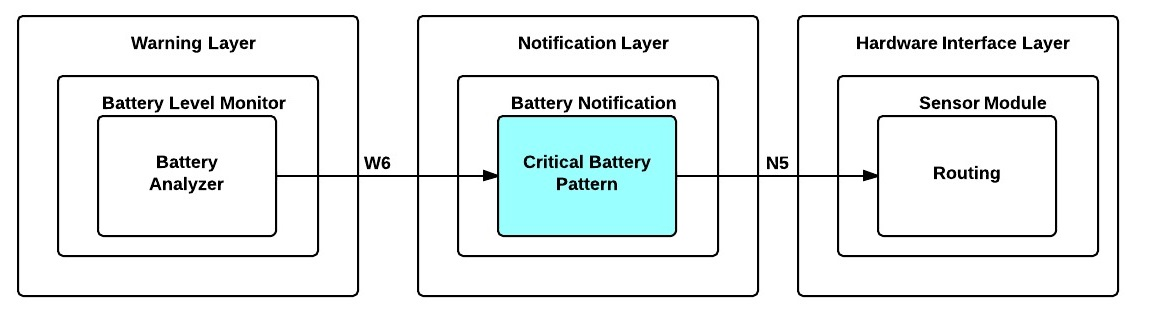 Warning Layer
Battery Level Monitor
Battery
Analyzer
W6
Notification Layer
Battery Notification
Critical Battery
Pattern
N5
Hardware Interface Layer
Sensor Module
Routing